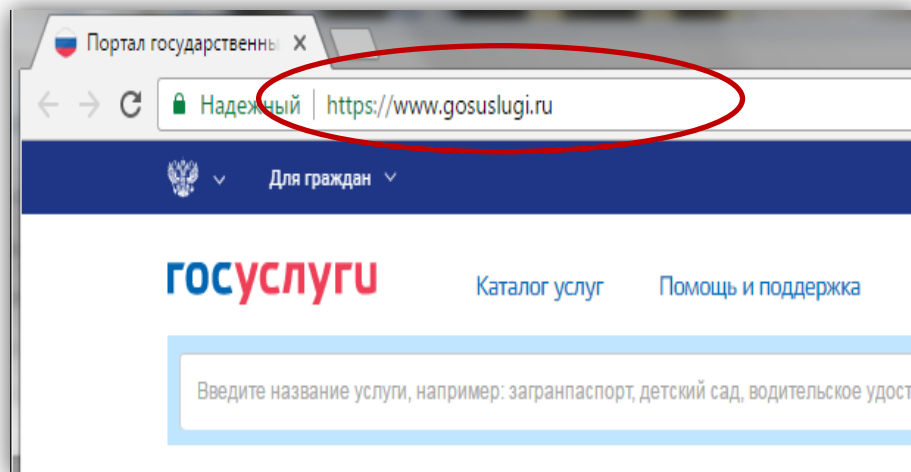 Портал государственны
Надежный https://www.gosuslugi.ru
Для граждан
госуслуги Каталог услуг Помощь и поддержка
Введите название услуги, например: загранпаспорт, детский сад, водительское удост